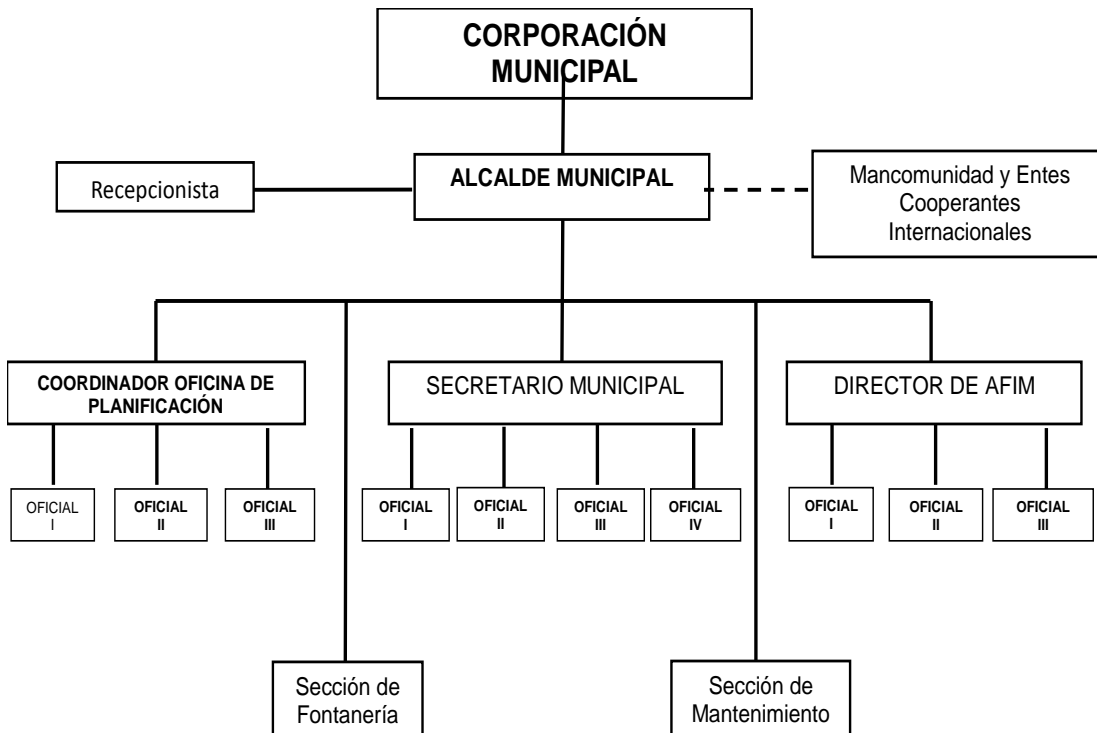 CORPORACIÓN
MUNICIPAL
Recepcionista
ALCALDE MUNICIPAL
Mancomunidad y Entes
Cooperantes
Internacionales
COORDINADOR OFICINA DE
PLANIFICACIÓN
SECRETARIO MUNICIPAL
DIRECTOR DE AFIM
OFICIAL
I
OFICIAL
II
OFICIAL
III
OFICIAL
I
OFICIAL
II
OFICIAL
III
OFICIAL
IV
OFICIAL
I
OFICIAL
II
OFICIAL
III
Sección de
Fontanería
Sección de
Mantenimiento